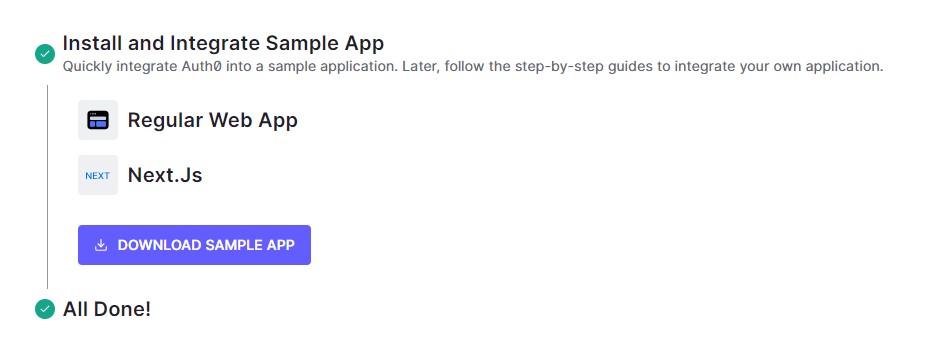 Install and Integrate Sample App
Quickly integrate Auth0 into a sample application. Later, follow the step-by-step guides to integrate your own application.
Regular Web App
NEXT
Next.Js
DOWNLOAD SAMPLE APP
All Done!